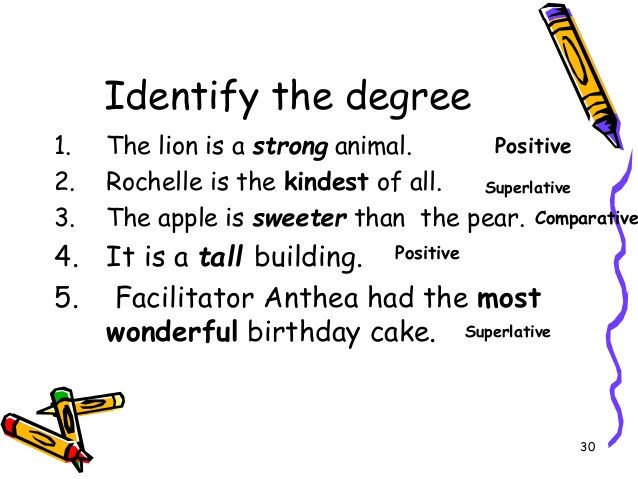 Identify the degree
1. The lion is a strong animal. Positive
2. Rochelle is the kindest of all. Superlative
3. The apple is sweeter than the pear. Comparative
4. It is a tall building. Positive
5. Facilitator Anthea had the most
wonderful birthday cake. Superlative
30